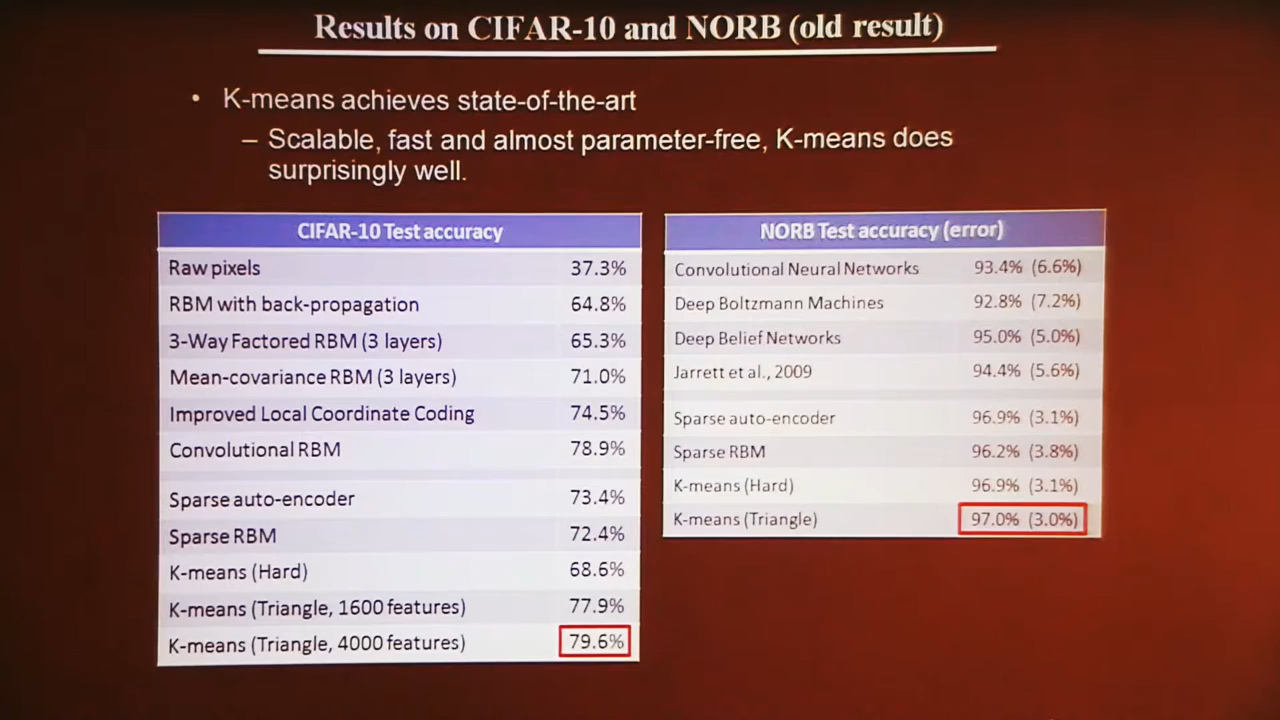 Results on CIFAR-10 and NORB (old result)
• K-means achieves state-of-the-art
– Scalable, fast and almost parameter-free, K-means does
surprisingly well.
CIFAR-10 Test accuracy
Raw pixels 37.3%
RBM with back-propagation 64.8%
3-Way Factored RBM (3 layers) 65.3%
Mean-covariance RBM (3 layers) 71.0%
Improved Local Coordinate Coding 74.5%
Convolutional RBM 78.9%
Sparse auto-encoder 73.4%
Sparse RBM 72.4%
K-means (Hard) 68.6%
K-means (Triangle, 1600 features) 77.9%
K-means (Triangle, 4000 features) 79.6%
NORB Test accuracy (error)
Convolutional Neural Networks 93.4% (6.6%)
Deep Boltzmann Machines 92.8% (7.2%)
Deep Belief Networks 95.0% (5.0%)
Jarrett et al., 2009 94.4% (5.6%)
Sparse auto-encoder 96.9% (3.1%)
Sparse RBM 96.2% (3.8%)
K-means (Hard) 96.9% (3.1%)
K-means (Triangle) 97.0% (3.0%)